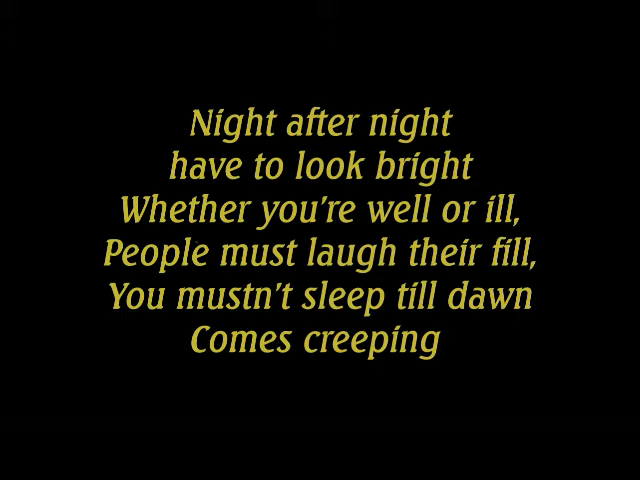 Night after night
have to look bright
Whether you're well or ill,
People must laugh their fill,
You mustn't sleep till dawn
Comes creeping